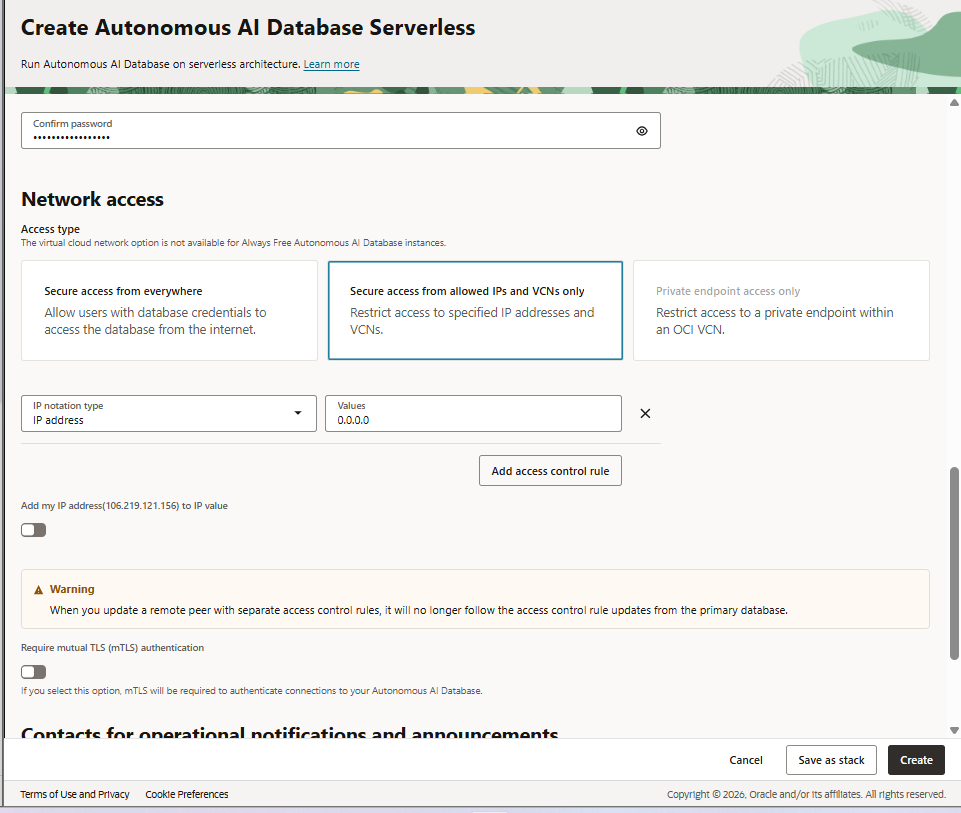 Create Autonomous AI Database Serverless
Run Autonomous AI Database on serverless architecture. Learn more
Confirm password
•••••••••••••••••
Network access
Access type
The virtual cloud network option is not available for Always Free Autonomous AI Database instances.
Secure access from everywhere
Allow users with database credentials to
access the database from the internet.
Secure access from allowed IPs and VCNs only
Restrict access to specified IP addresses and
VCNs.
Private endpoint access only
Restrict access to a private endpoint within
an OCI VCN.
IP notation type
IP address
Values
0.0.0.0
Add access control rule
Add my IP address(106.219.121.156) to IP value
Warning
When you update a remote peer with separate access control rules, it will no longer follow the access control rule updates from the primary database.
Require mutual TLS (mTLS) authentication
If you select this option, mTLS will be required to authenticate connections to your Autonomous AI Database.
Contacts for operational notifications and announcements
Cancel
Save as stack
Create
Terms of Use and Privacy
Cookie Preferences
Copyright © 2026, Oracle and/or its affiliates. All rights reserved.